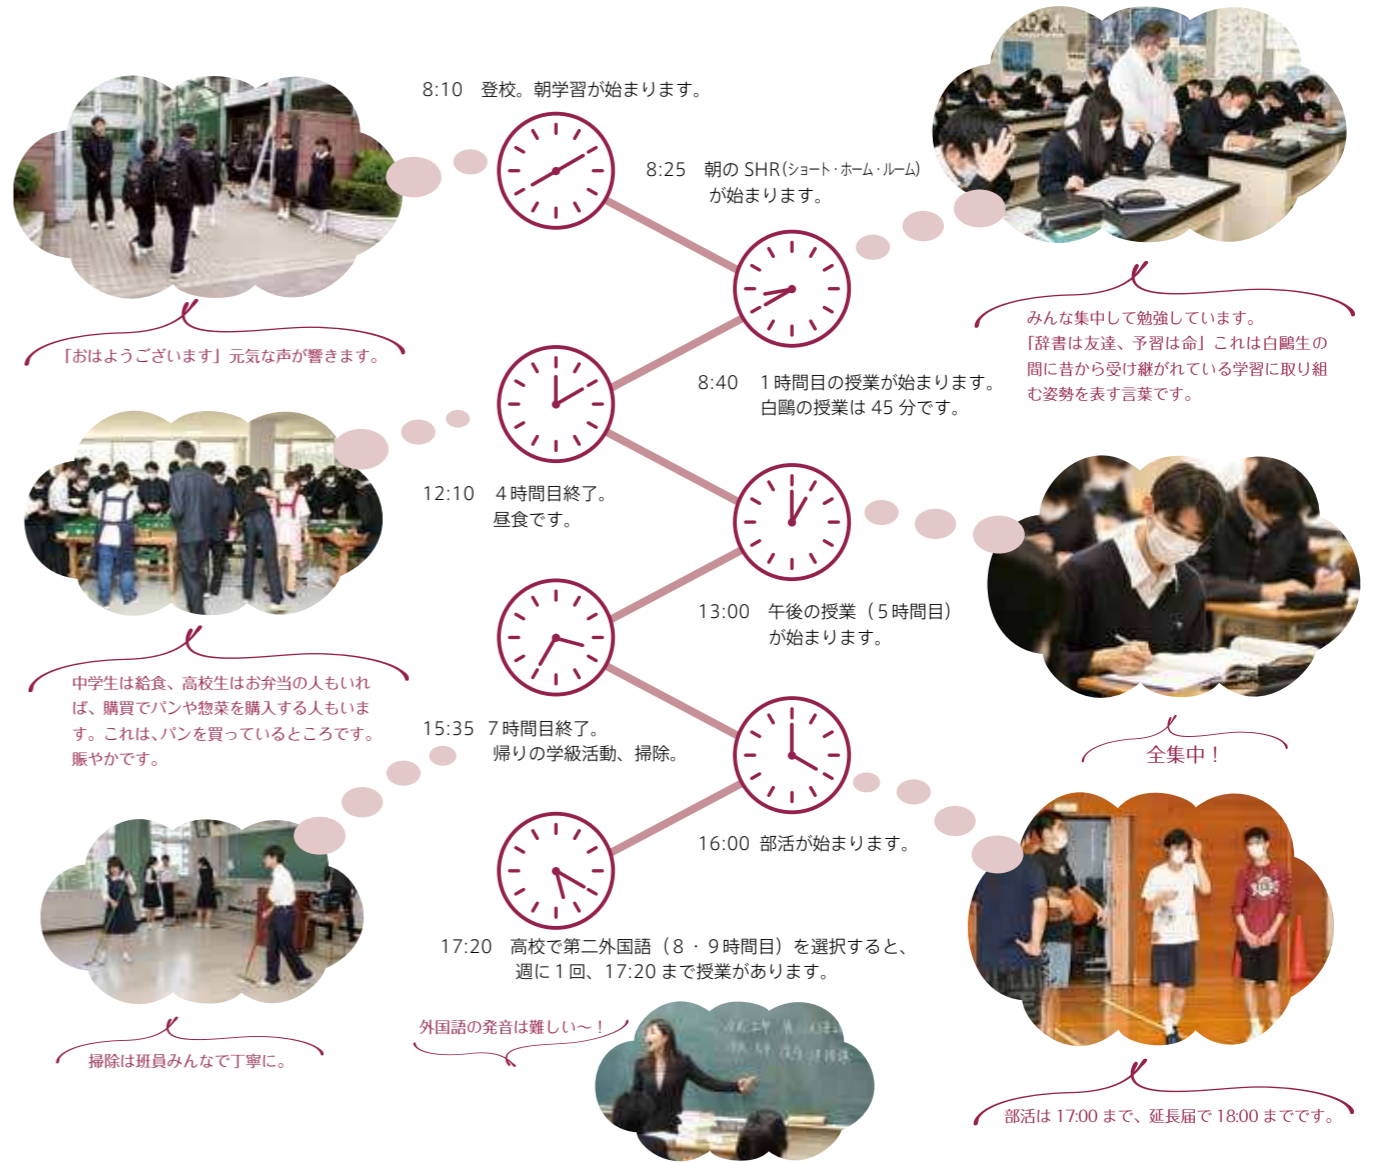 8:10 登校。朝学習が始まります。
8:25 朝の SHR(ショート・ホーム・ルーム)
が始まります。
「おはようございます」元気な声が響きます。
みんな集中して勉強しています。
「辞書は友達、予習は命」これは白鷗生の
間に昔から受け継がれている学習に取り組
む姿勢を表す言葉です。
8:40 1時間目の授業が始まります。
白鷗の授業は 45 分です。
12:10 4時間目終了。
昼食です。
13:00 午後の授業（5時間目）
が始まります。
中学生は給食、高校生はお弁当の人もいれ
ば、購買でパンや惣菜を購入する人もいま
す。これは、パンを買っているところです。
賑やかです。
15:35 7時間目終了。
帰りの学級活動、掃除。
全集中！
16:00 部活が始まります。
17:20 高校で第二外国語（8・9時間目）を選択すると、
週に1回、17:20 まで授業があります。
外国語の発音は難しい～！
掃除は班員みんなで丁寧に。
部活は 17:00 まで、延長届で 18:00 までです。